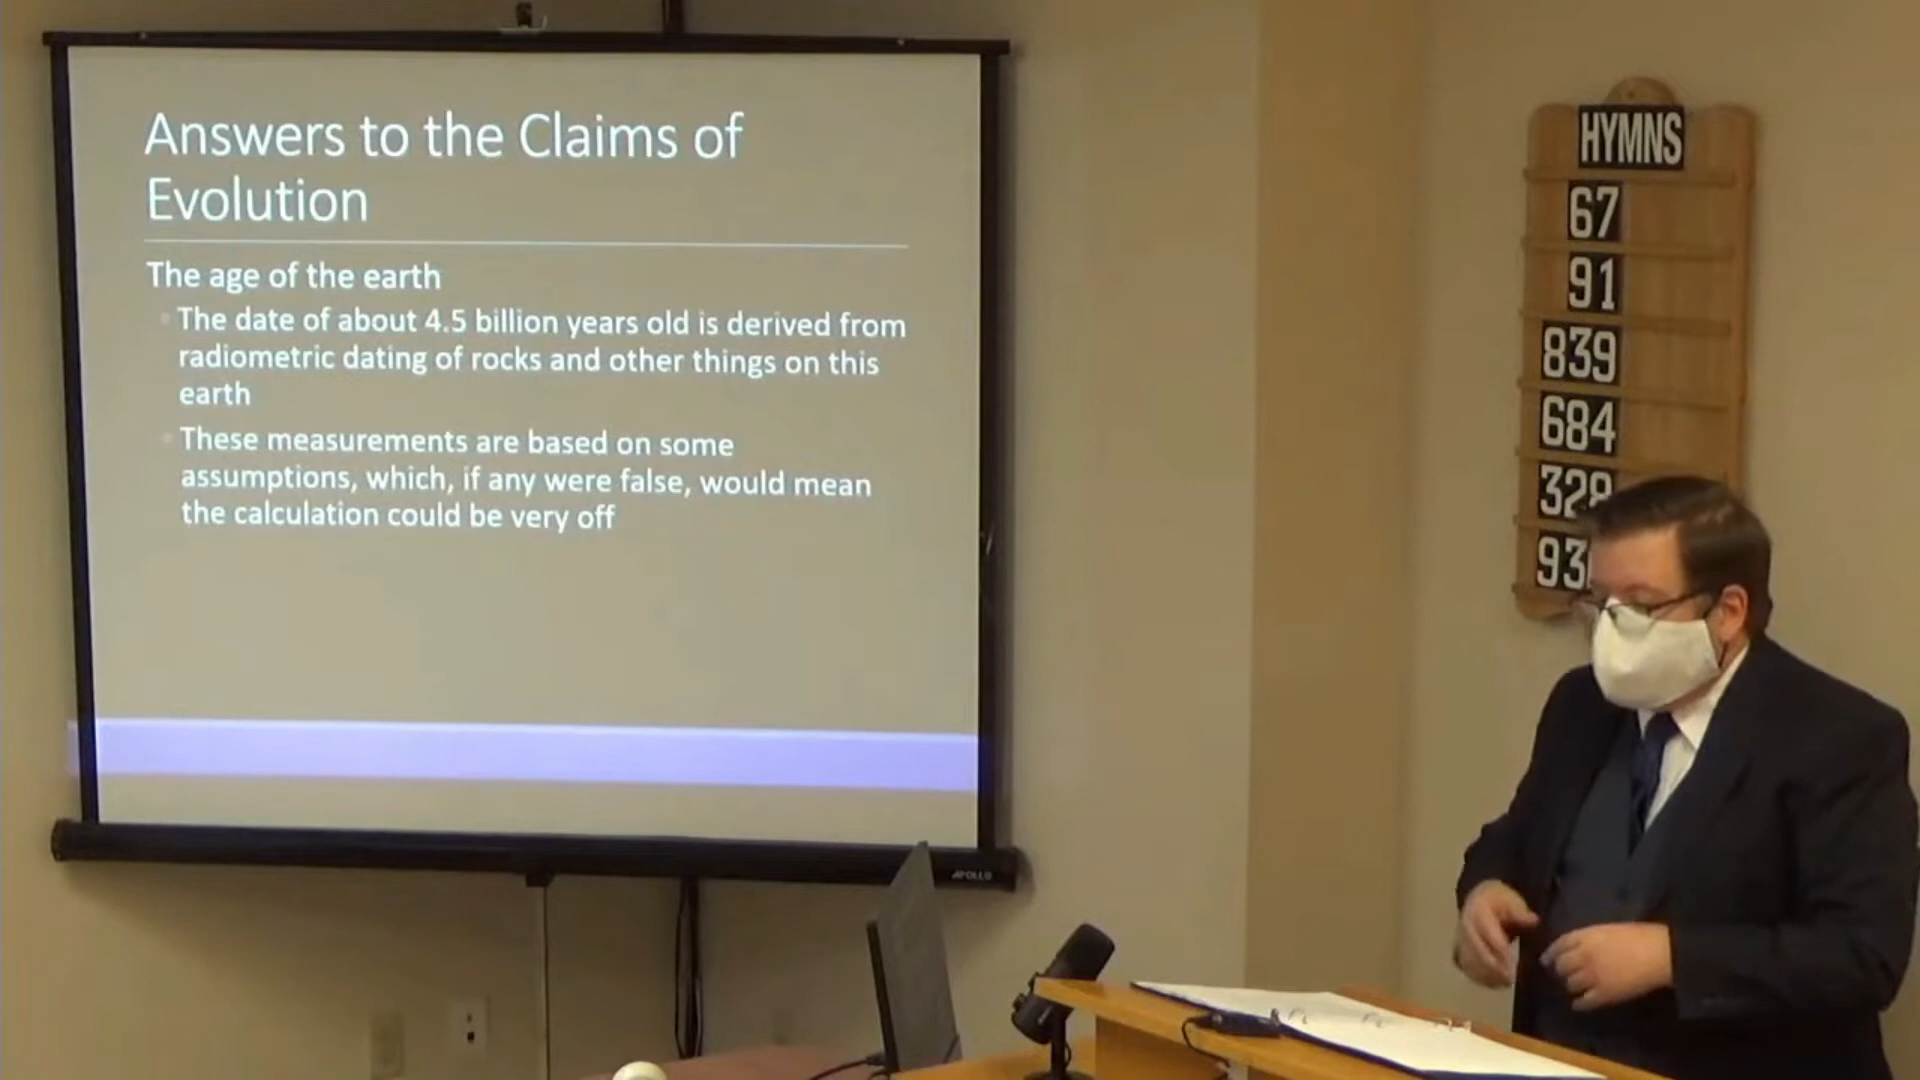 Answers to the Claims of
Evolution
The age of the earth
The date of about 4.5 billion years old is derived from
radiometric dating of rocks and other things on this
earth
These measurements are based on some
assumptions, which, if any were false, would mean
the calculation could be very off
APOLLO
HYMNS
67
91
839
684